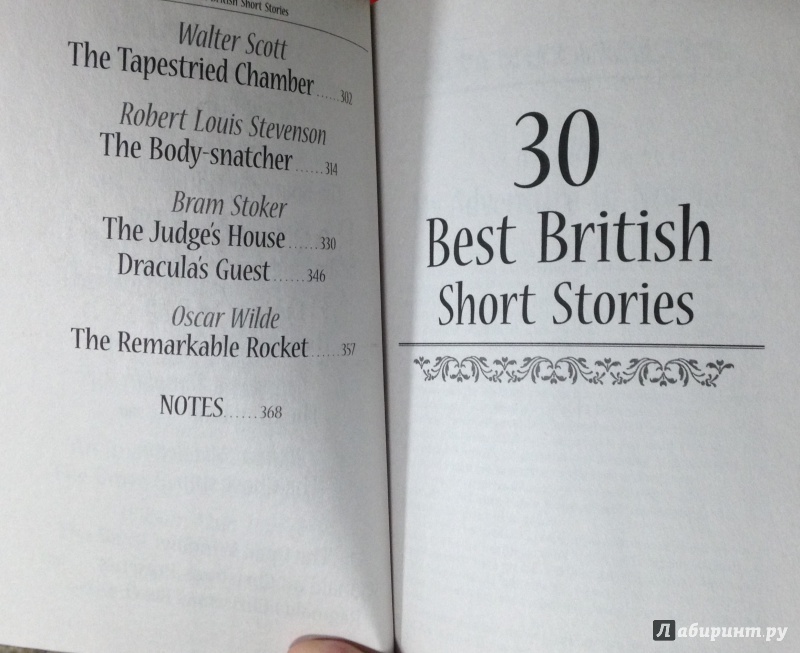 British Short Stories
Walter Scott
The Tapestried Chamber......302
Robert Louis Stevenson
The Body-snatcher......314
Bram Stoker
The Judge's House......330
Dracula's Guest......346
Oscar Wilde
The Remarkable Rocket......357
NOTES......368
30
Best British
Short Stories
Лабиринт.ру